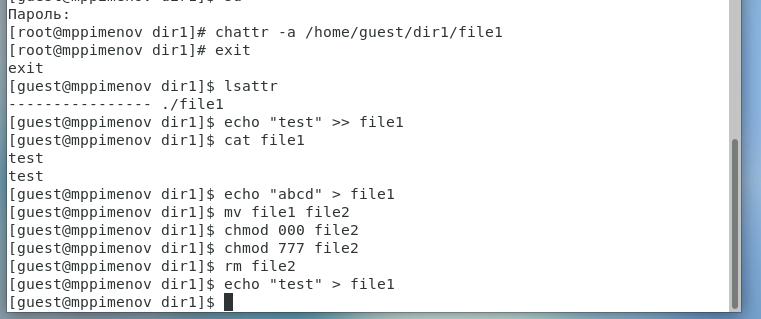 Пароль:
[root@mppimenov dir1]# chattr -a /home/guest/dir1/file1
[root@mppimenov dir1]# exit
exit
[guest@mppimenov dir1]$ lsattr
---------------- ./file1
[guest@mppimenov dir1]$ echo "test" >> file1
[guest@mppimenov dir1]$ cat file1
test
test
[guest@mppimenov dir1]$ echo "abcd" > file1
[guest@mppimenov dir1]$ mv file1 file2
[guest@mppimenov dir1]$ chmod 000 file2
[guest@mppimenov dir1]$ chmod 777 file2
[guest@mppimenov dir1]$ rm file2
[guest@mppimenov dir1]$ echo "test" > file1
[guest@mppimenov dir1]$